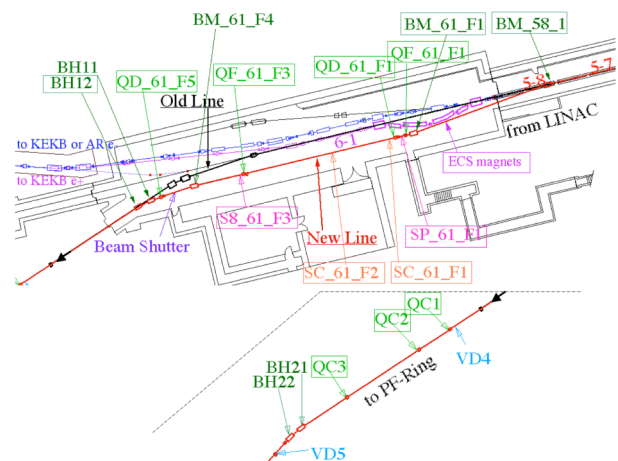 BM_61_F4
BM_61_F1
BM_58_1
BH11
BH12
QD_61_F5
QF_61_F3
QD_61_F1
QF_61_F1
Old Line
5-8
5-7
6-1
from LINAC
to KEKB or AR e-
to KEKB e+
ECS magnets
Beam Shutter
S8_61_F3
New Line
SP_61_F1
SC_61_F2
SC_61_F1
QC1
QC2
QC3
VD4
to PF-Ring
BH21
BH22
VD5